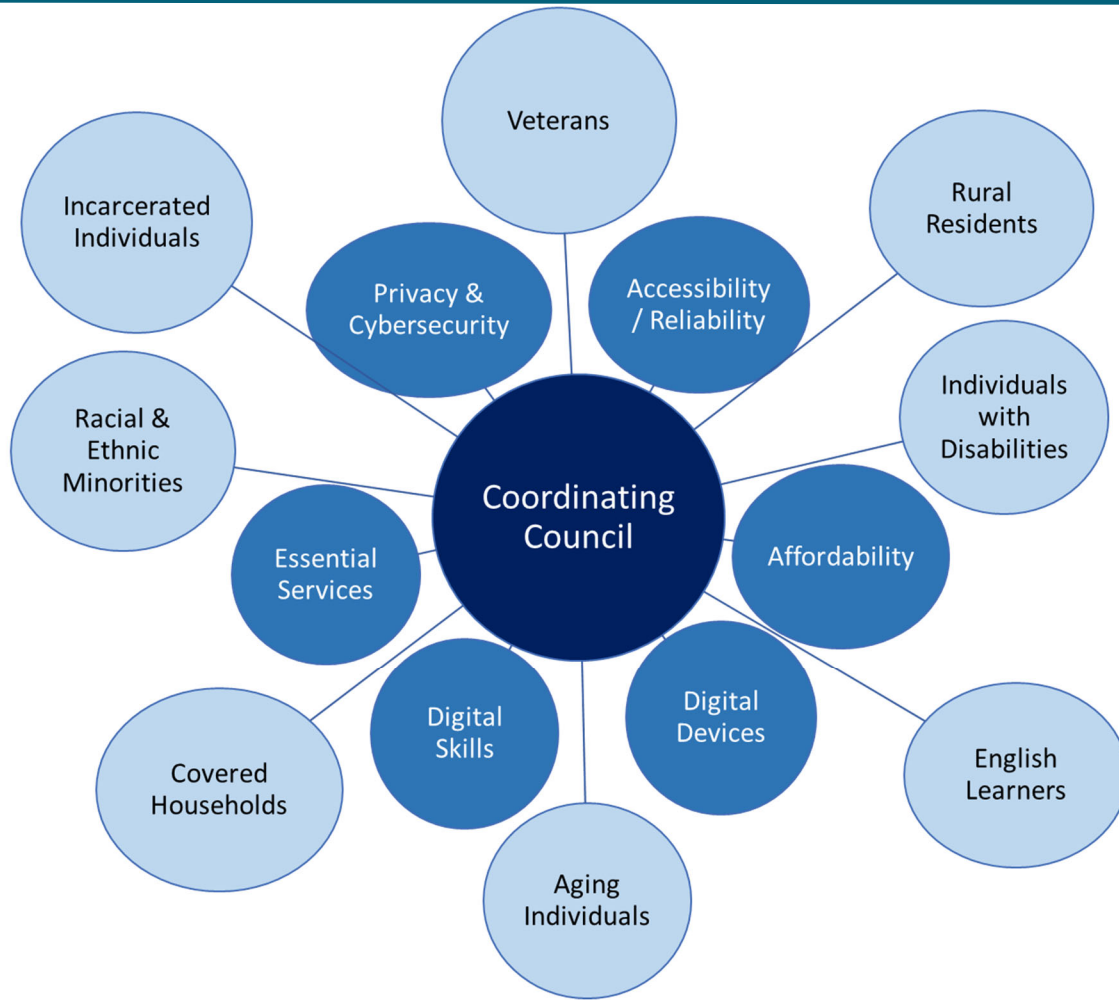 Veterans
Incarcerated
Individuals
Rural
Residents
Privacy &
Cybersecurity
Accessibility
/ Reliability
Racial &
Ethnic
Minorities
Individuals
with
Disabilities
Coordinating
Council
Essential
Services
Affordability
Digital
Skills
Digital
Devices
Covered
Households
English
Learners
Aging
Individuals